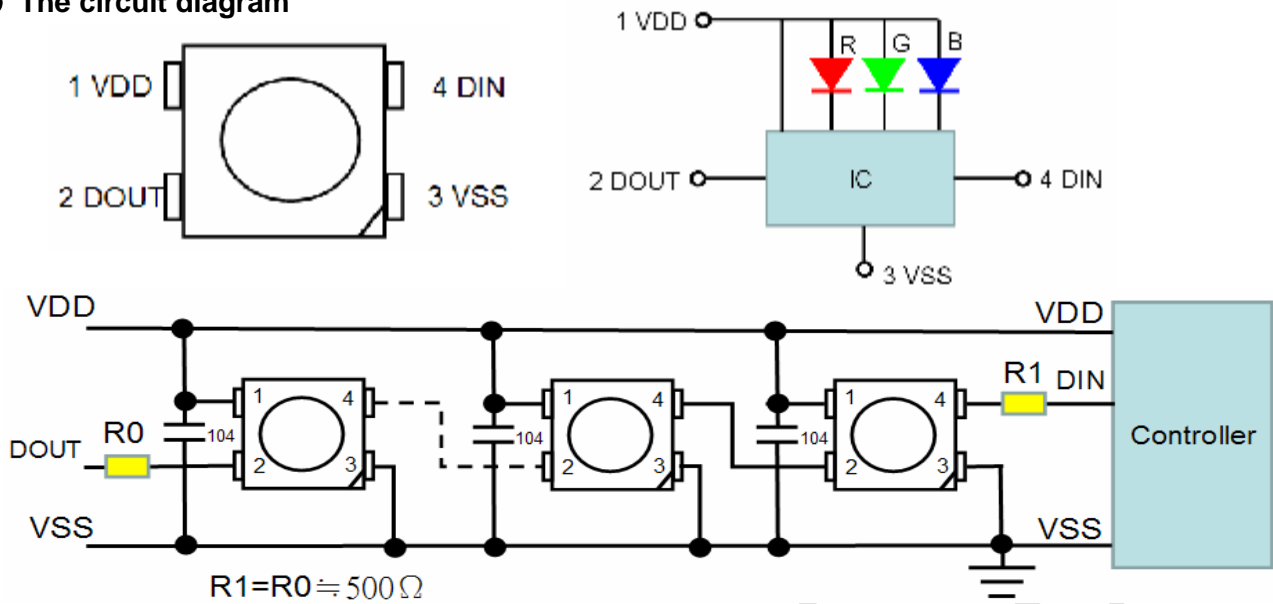 The circuit diagram
1 VDD
4 DIN
2 DOUT
3 VSS
1 VDD
R
G
B
IC
2 DOUT
4 DIN
3 VSS
VDD
VDD
R1
DIN
1
4
1
4
1
4
R0
104
104
104
Controller
DOUT
2
3
2
3
2
3
VSS
VSS
R1=R0≒500Ω